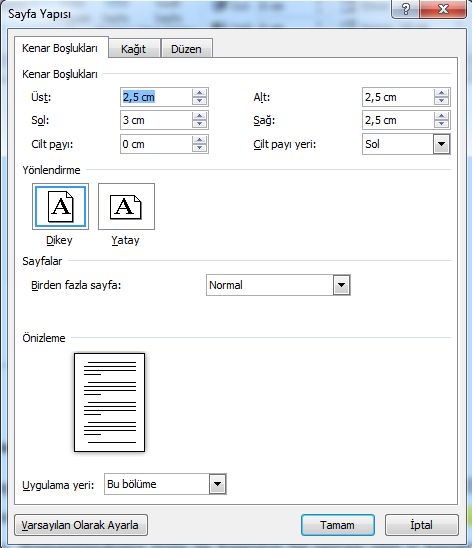 Sayfa Yapısı
Kenar Boşlukları Kağıt Düzen
Kenar Boşlukları
Üst: 2,5 cm Alt: 2,5 cm
Sol: 3 cm Sağ: 2,5 cm
Cilt payı: 0 cm Cilt payı yeri: Sol
Yönlendirme
A A
Dikey Yatay
Sayfalar
Birden fazla sayfa: Normal
Önizleme
Uygulama yeri: Bu bölüme
Varsayılan Olarak Ayarla Tamam İptal